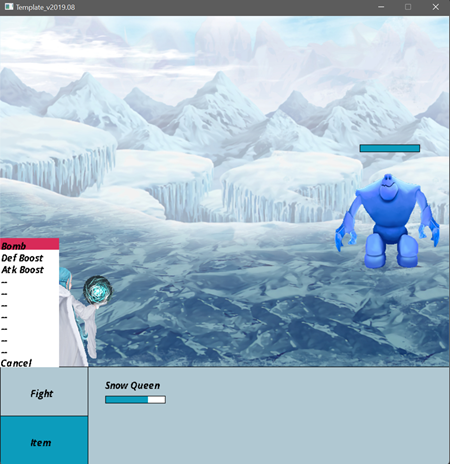 Template_v2019.08
Bomb
Def Boost
Atk Boost
--
--
--
--
--
--
--
Cancel
Fight
Snow Queen
Item